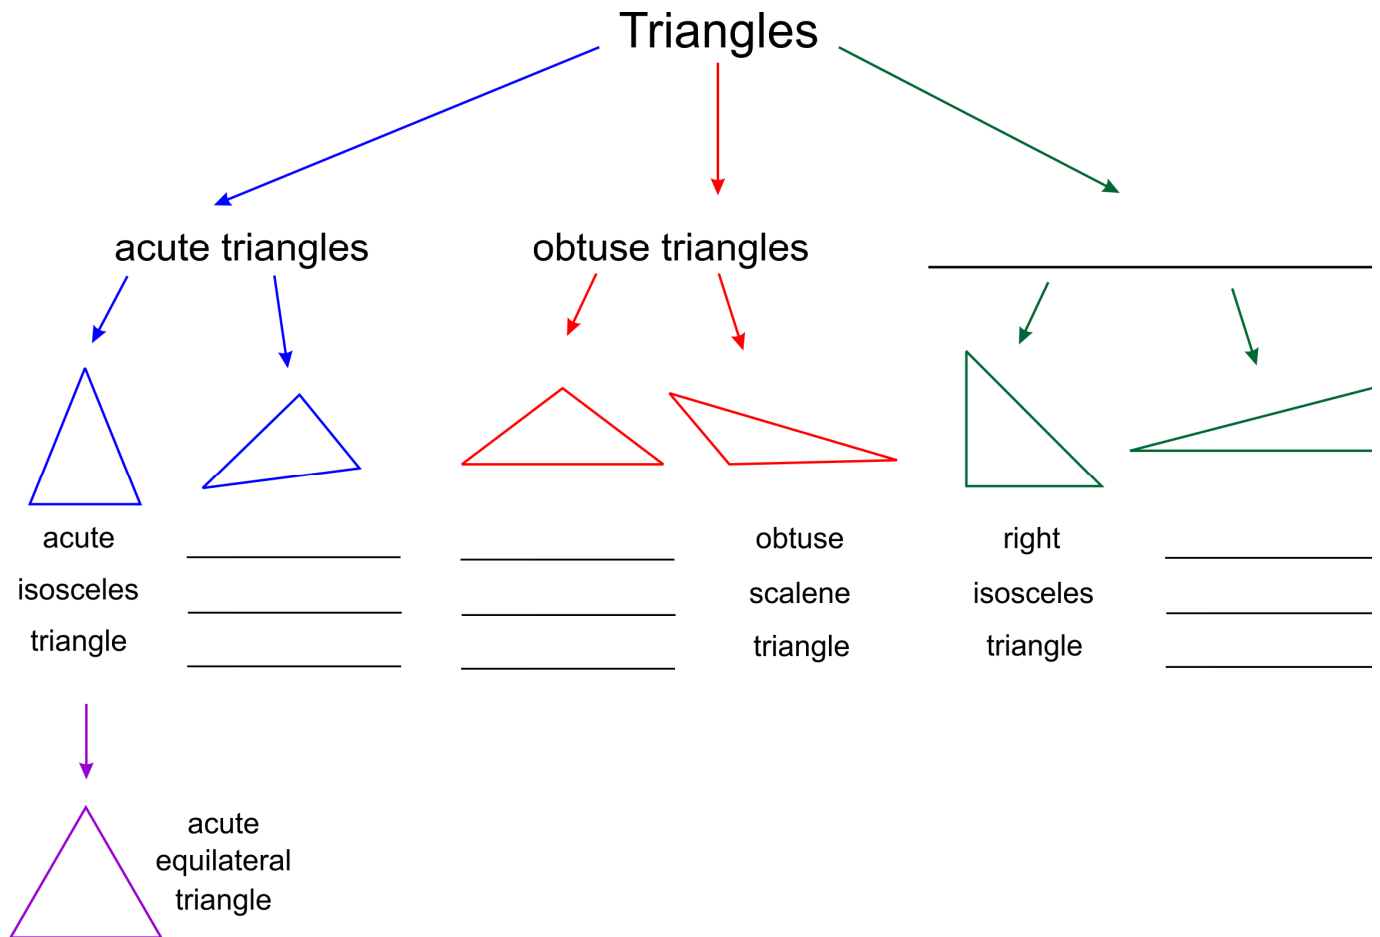 Triangles
acute triangles
obtuse triangles
acute
isosceles
triangle
obtuse
scalene
triangle
right
isosceles
triangle
acute
equilateral
triangle